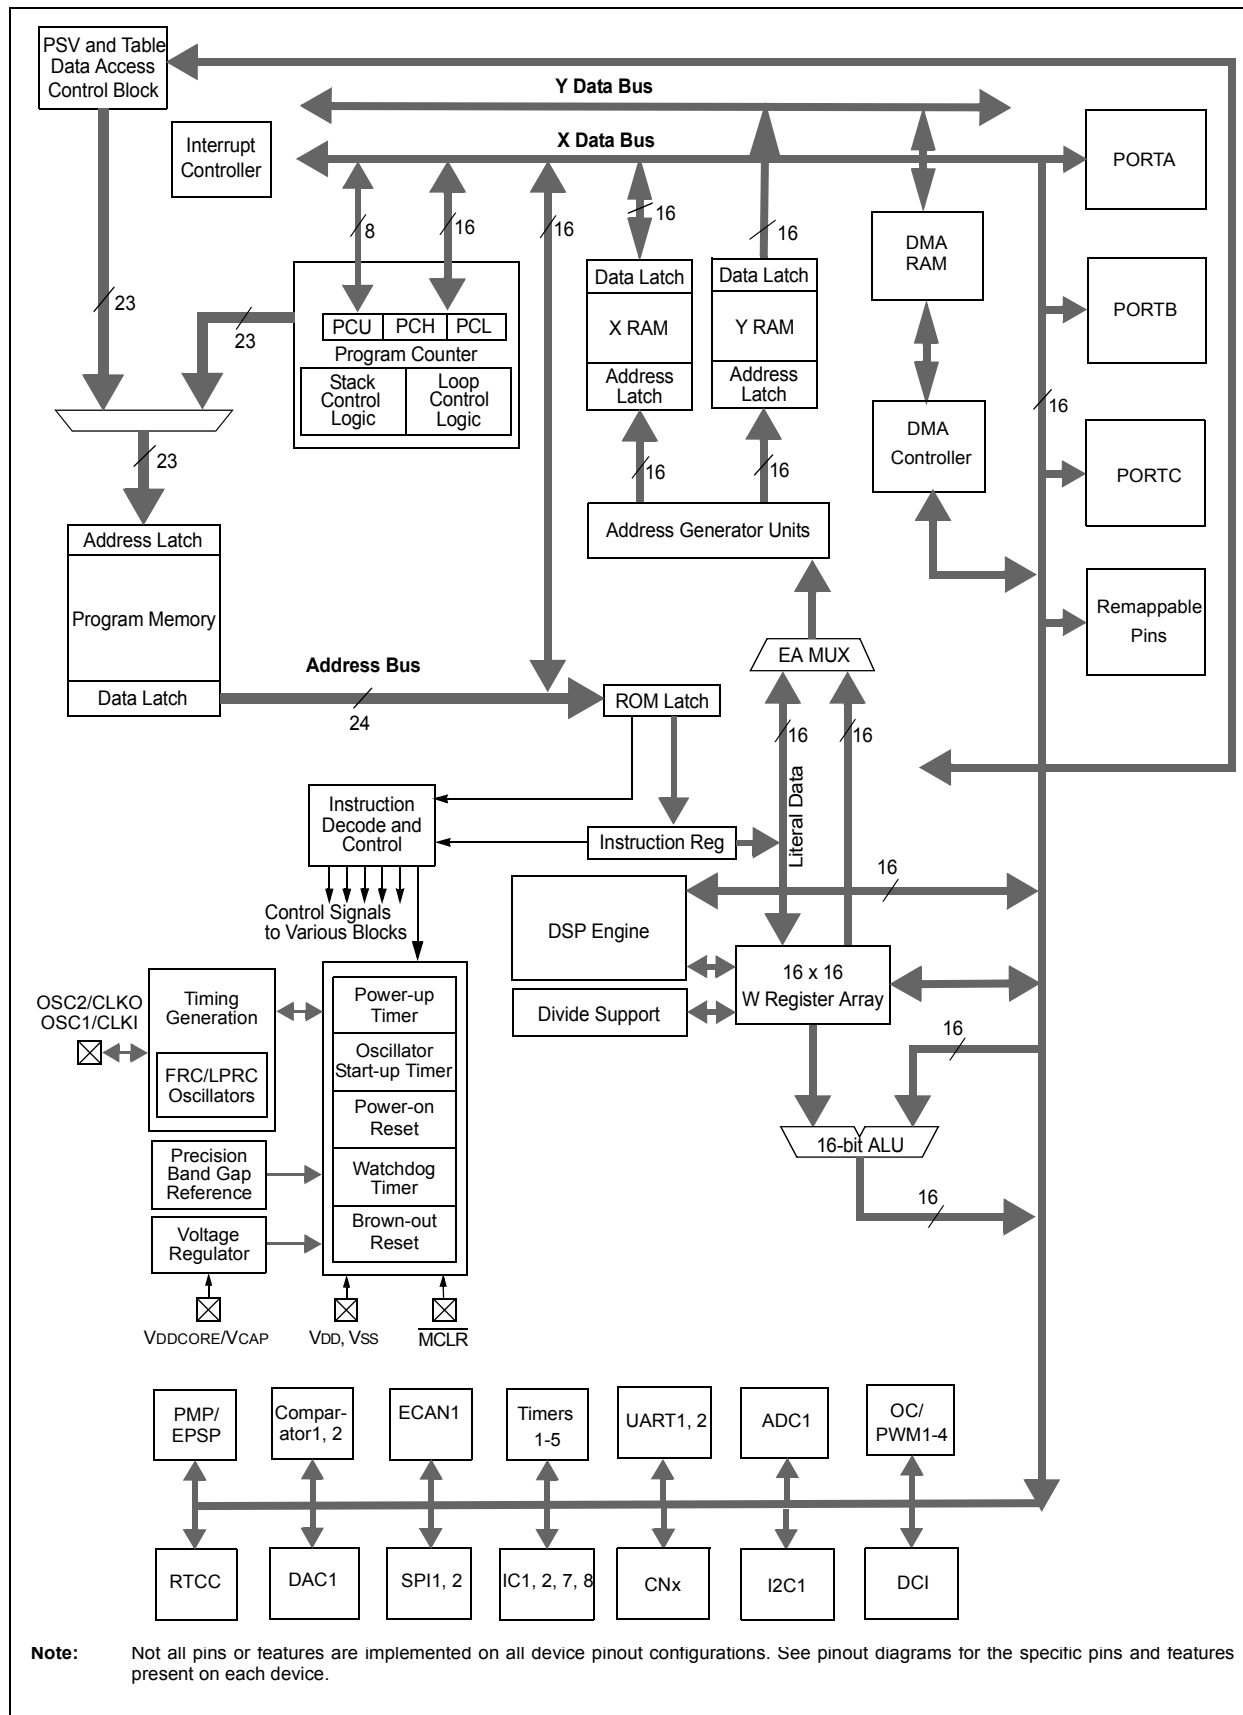 PSV and Table
Data Access
Control Block
Y Data Bus
Interrupt
Controller
X Data Bus
PORTA
8
16
16
16
16
DMA
RAM
23
23
Data Latch
X RAM
Address
Latch
Data Latch
Y RAM
Address
Latch
PORTB
PCU
PCH
PCL
Program Counter
Stack
Control
Logic
Loop
Control
Logic
16
23
16
16
DMA
Controller
PORTC
Address Latch
Program Memory
Data Latch
Address Generator Units
Remappable
Pins
EA MUX
Address Bus
24
ROM Latch
16
16
Literal Data
Instruction
Decode and
Control
Instruction Reg
16
Control Signals
to Various Blocks
DSP Engine
16 x 16
W Register Array
Divide Support
OSC2/CLKO
OSC1/CLKI
Timing
Generation
FRC/LPRC
Oscillators
Power-up
Timer
Oscillator
Start-up Timer
Power-on
Reset
Watchdog
Timer
Brown-out
Reset
16
16-bit ALU
16
Precision
Band Gap
Reference
Voltage
Regulator
VDDCORE/VCAP
VDD, VSS
MCLR
PMP/
EPSP
Compar-
ator1, 2
ECAN1
Timers
1-5
UART1, 2
ADC1
OC/
PWM1-4
RTCC
DAC1
SPI1, 2
IC1, 2, 7, 8
CNx
I2C1
DCI
Note: Not all pins or features are implemented on all device pinout configurations. See pinout diagrams for the specific pins and features
present on each device.